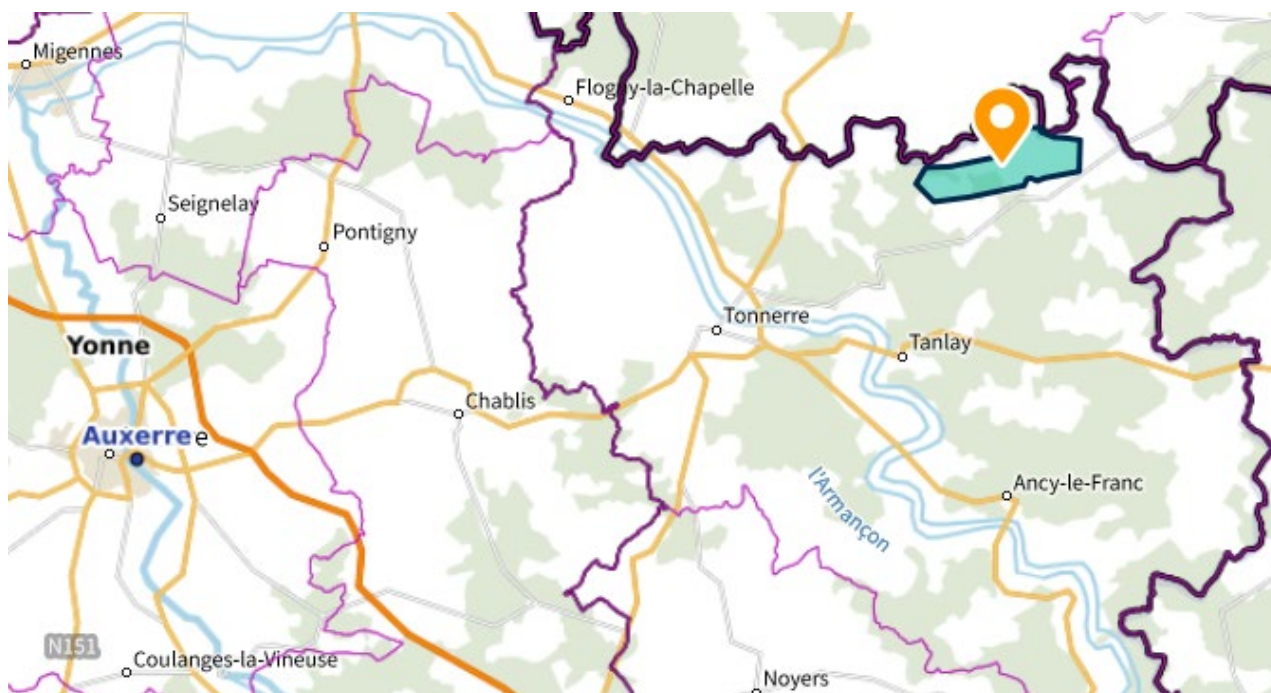 Migennes
Flogny-la-Chapelle
Seignelay
Pontigny
Tonnerre
Yonne
Tanlay
Chablis
Auxerre
Ancy-le-Franc
l'Armançon
N151
Coulanges-la-Vineuse
Noyers